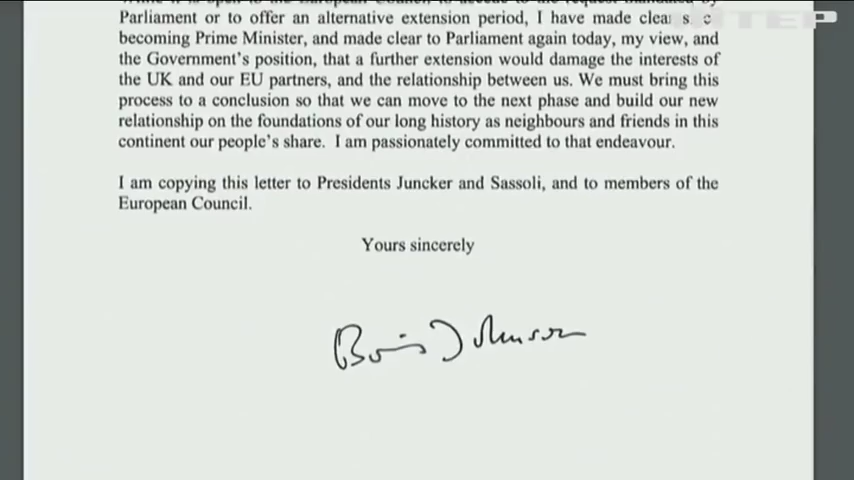 Parliament or to offer an alternative extension period, I have made clear
becoming Prime Minister, and made clear to Parliament again today, my view, and
the Government's position, that a further extension would damage the interests of
the UK and our EU partners, and the relationship between us. We must bring this
process to a conclusion so that we can move to the next phase and build our new
relationship on the foundations of our long history as neighbours and friends in this
continent our people's share. I am passionately committed to that endeavour.
I am copying this letter to Presidents Juncker and Sassoli, and to members of the
European Council.
Yours sincerely
Boris Johnson